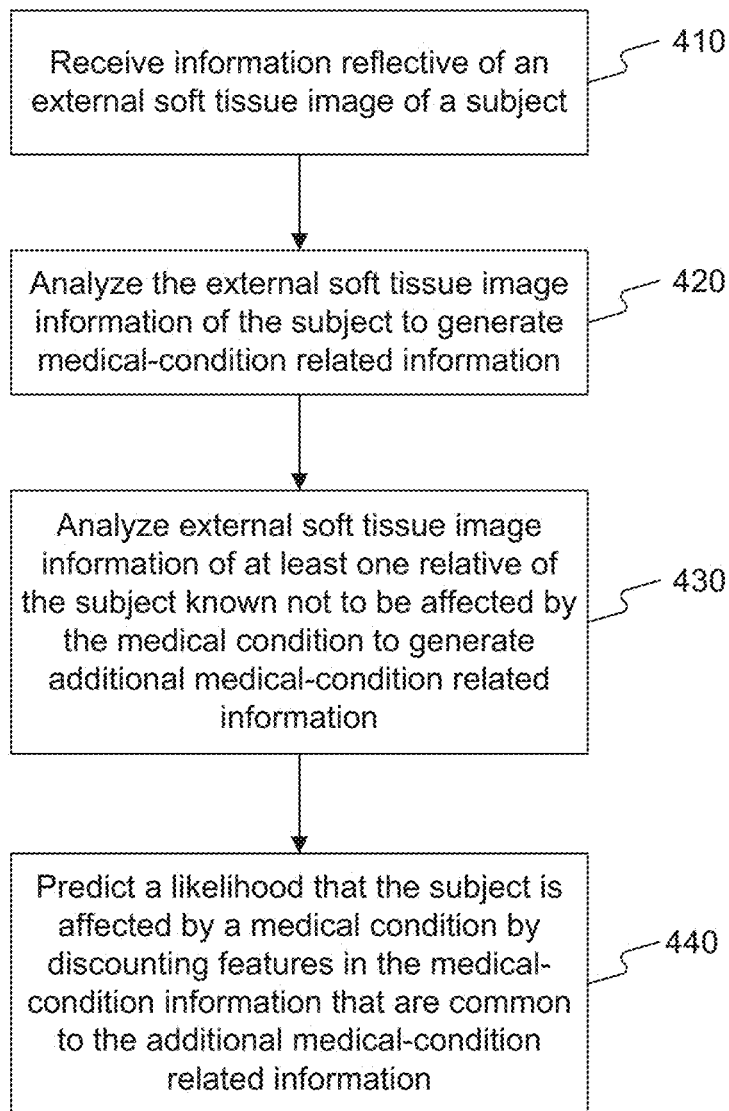 Receive information reflective of an
external soft tissue image of a subject
410
Analyze the external soft tissue image
information of the subject to generate
medical-condition related information
420
Analyze external soft tissue image
information of at least one relative of
the subject known not to be affected by
the medical condition to generate
additional medical-condition related
information
430
Predict a likelihood that the subject is
affected by a medical condition by
discounting features in the medical-
condition information that are common
to the additional medical-condition
related information
440